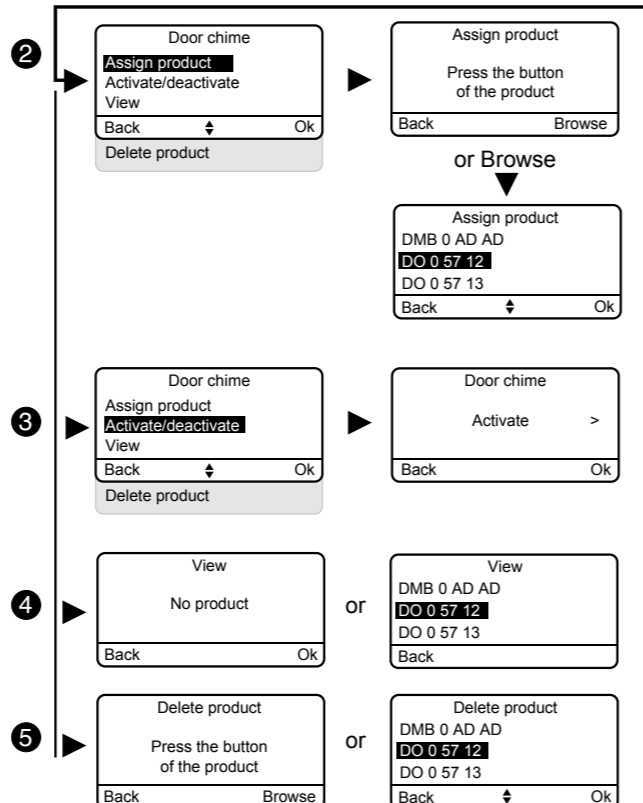 2
Door chime
Assign product
Activate/deactivate
View
Back Ok
Delete product
Assign product
Press the button
of the product
Back Browse
or Browse
Assign product
DMB 0 AD AD
DO 0 57 12
DO 0 57 13
Back Ok
3
Door chime
Assign product
Activate/deactivate
View
Back Ok
Delete product
Door chime
Activate >
Back Ok
4
View
No product
Back Ok
or
View
DMB 0 AD AD
DO 0 57 12
DO 0 57 13
Back
5
Delete product
Press the button
of the product
Back Browse
or
Delete product
DMB 0 AD AD
DO 0 57 12
DO 0 57 13
Back Ok